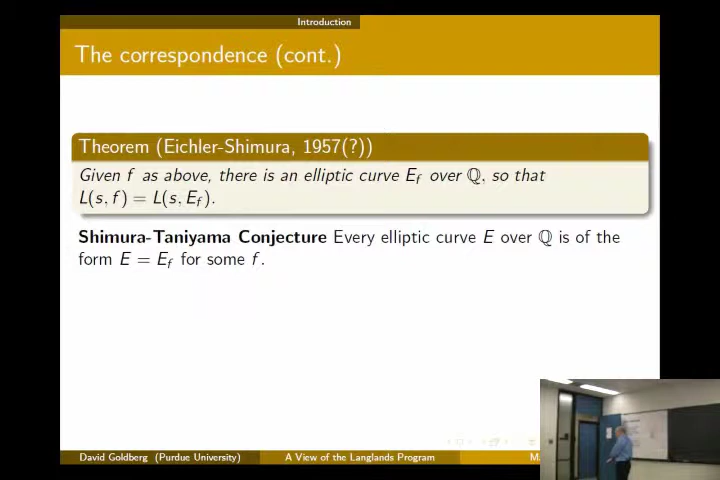 Introduction
The correspondence (cont.)
Theorem (Eichler-Shimura, 1957(?))
Given f as above, there is an elliptic curve E_f over ℚ, so that
L(s, f) = L(s, E_f).
Shimura-Taniyama Conjecture Every elliptic curve E over ℚ is of the
form E = E_f for some f.
David Goldberg (Purdue University) A View of the Langlands Program